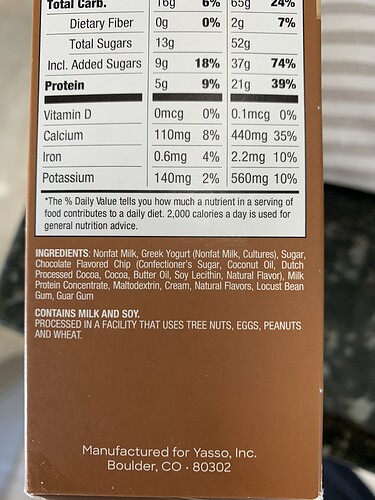 Total Carb. 16g 6% 65g 24%
Dietary Fiber 0g 0% 2g 7%
Total Sugars 13g 52g
Incl. Added Sugars 9g 18% 37g 74%
Protein 5g 9% 21g 39%
Vitamin D 0mcg 0% 0.1mcg 0%
Calcium 110mg 8% 440mg 35%
Iron 0.6mg 4% 2.2mg 10%
Potassium 140mg 2% 560mg 10%
*The % Daily Value tells you how much a nutrient in a serving of
food contributes to a daily diet. 2,000 calories a day is used for
general nutrition advice.
INGREDIENTS: Nonfat Milk, Greek Yogurt (Nonfat Milk, Cultures), Sugar,
Chocolate Flavored Chip (Confectioner's Sugar, Coconut Oil, Dutch
Processed Cocoa, Cocoa, Butter Oil, Soy Lecithin, Natural Flavor), Milk
Protein Concentrate, Maltodextrin, Cream, Natural Flavors, Locust Bean
Gum, Guar Gum
CONTAINS MILK AND SOY.
PROCESSED IN A FACILITY THAT USES TREE NUTS, EGGS, PEANUTS
AND WHEAT.
Manufactured for Yasso, Inc.
Boulder, CO · 80302